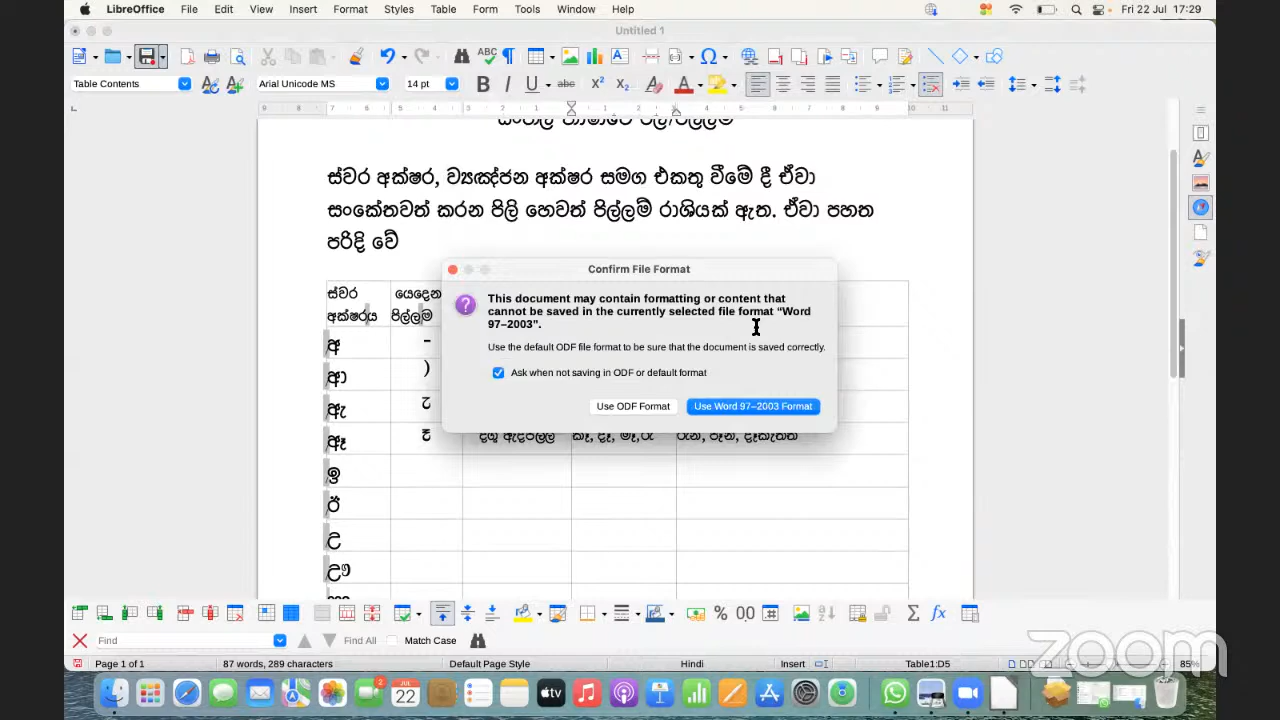 LibreOffice File Edit View Insert Format Styles Table Form Tools Window Help Fri 22 Jul 17:29
Untitled 1
Table Contents Arial Unicode MS 14 pt
ස්වර අක්ෂර, ව්‍යඤ්ජන අක්ෂර සමග එකතු වීමේ දී ඒවා
සංකේතවත් කරන පිලි හෙවත් පිල්ලම් රාශියක් ඇත. ඒවා පහත
පරිදි වේ
Confirm File Format
This document may contain formatting or content that
cannot be saved in the currently selected file format “Word
97–2003”.
Use the default ODF file format to be sure that the document is saved correctly.
Ask when not saving in ODF or default format
Use ODF Format Use Word 97–2003 Format
ස්වර
අක්ෂරය
යෙදෙන
පිල්ලම
අ -
ආ
ඇ
ඈ
ඉ
ඊ
උ
ඌ
Find Find All Match Case
Page 1 of 1 87 words, 289 characters Default Page Style Hindi Insert Table1:D5 85%
zoom